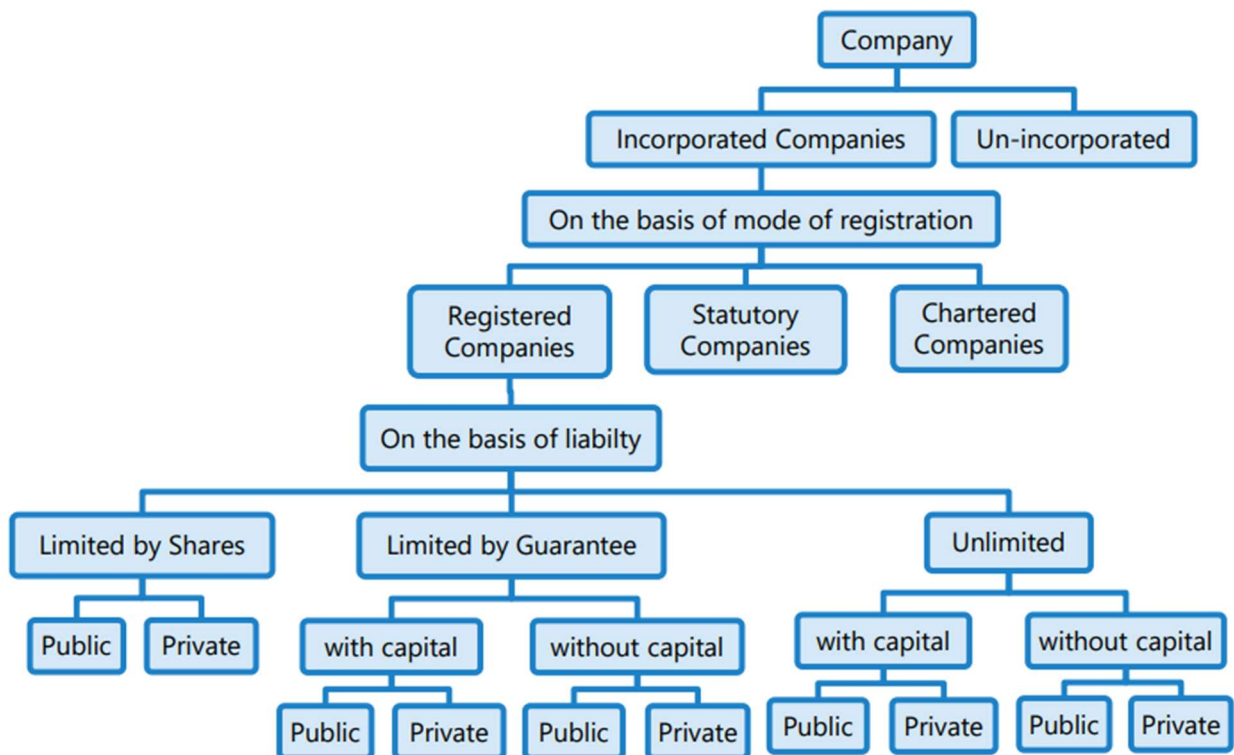 Company
Incorporated Companies
Un-incorporated
On the basis of mode of registration
Registered
Companies
Statutory
Companies
Chartered
Companies
On the basis of liabilty
Limited by Shares
Limited by Guarantee
Unlimited
Public
Private
with capital
without capital
with capital
without capital
Public
Private
Public
Private
Public
Private
Public
Private